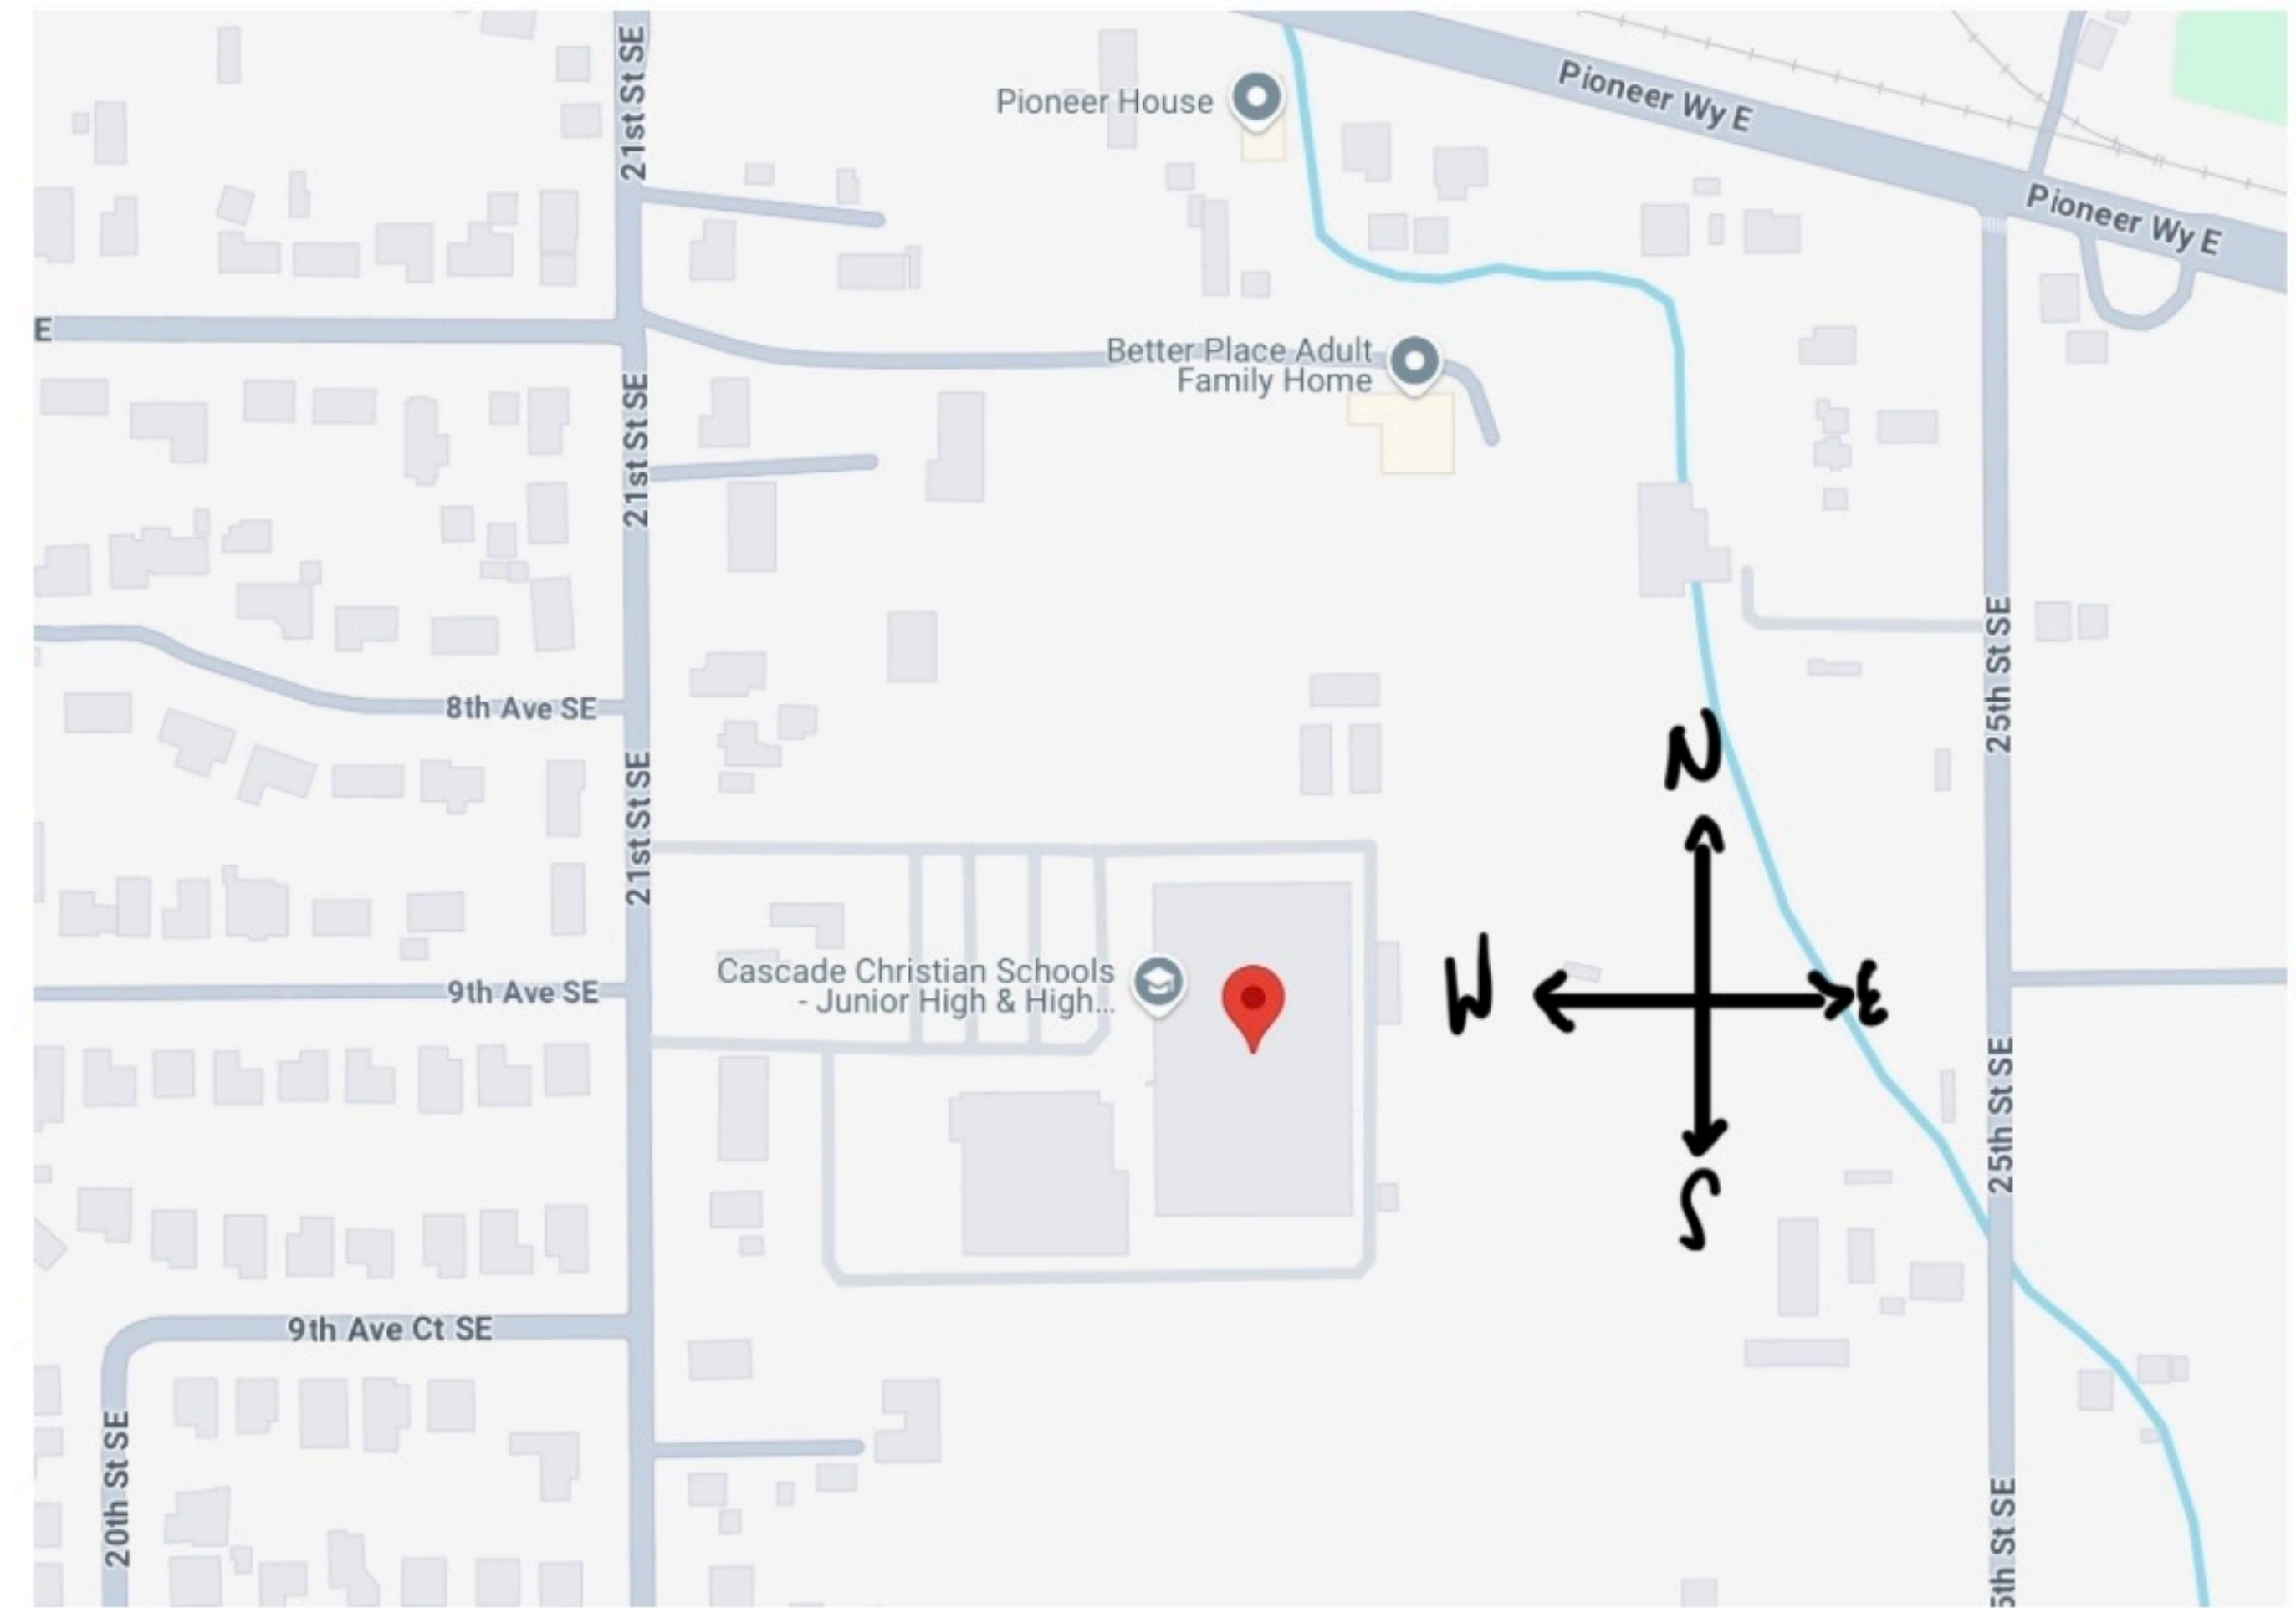 21st St SE
Pioneer House
Pioneer Wy E
Pioneer Wy E
E
Better Place Adult
Family Home
21st St SE
8th Ave SE
25th St SE
N
21st St SE
Cascade Christian Schools
- Junior High & High...
W
E
9th Ave SE
25th St SE
S
9th Ave Ct SE
20th St SE
5th St SE